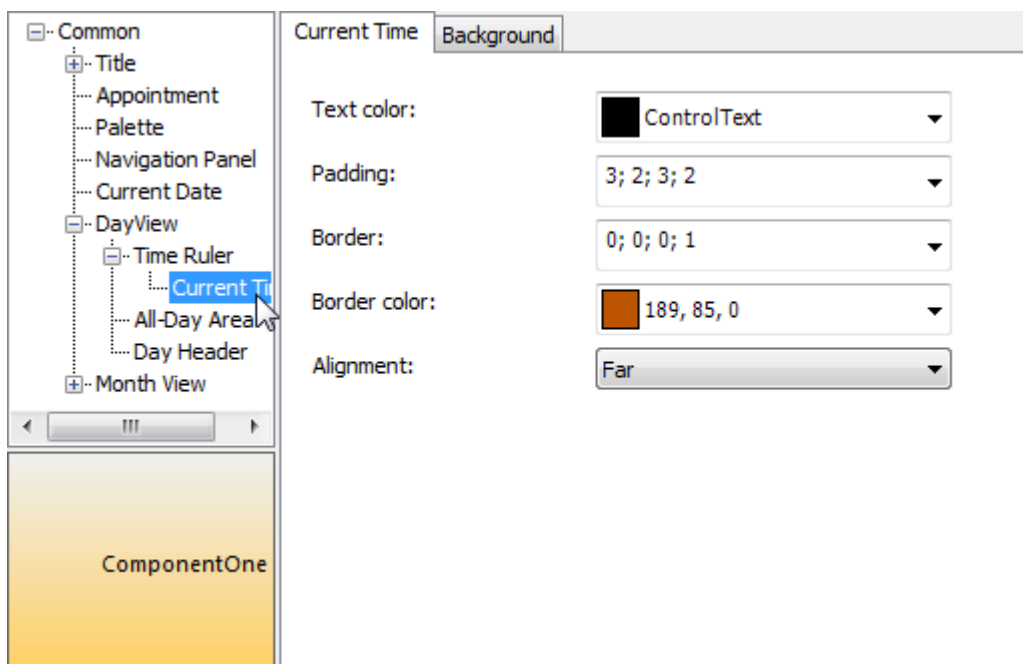 Common
Title
Appointment
Palette
Navigation Panel
Current Date
DayView
Time Ruler
Current
All-Day Area
Day Header
Month View
ComponentOne
Current Time
Background
Text color:
ControlText
Padding:
3; 2; 3; 2
Border:
0; 0; 0; 1
Border color:
189, 85, 0
Alignment:
Far